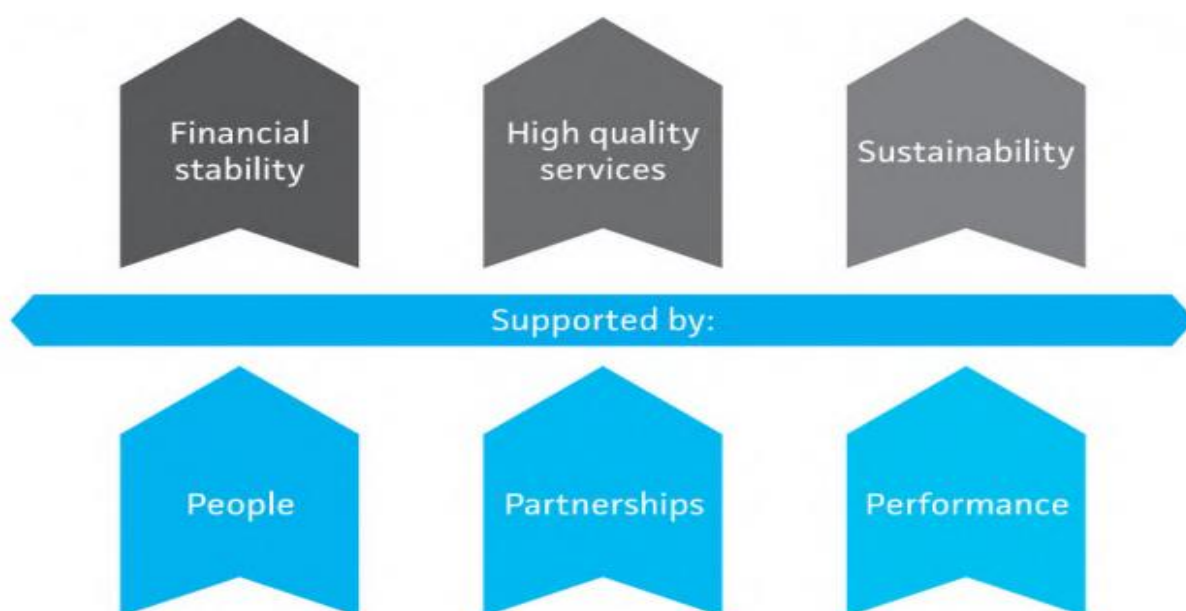 Financial
stability
High quality
services
Sustainability
Supported by:
People
Partnerships
Performance